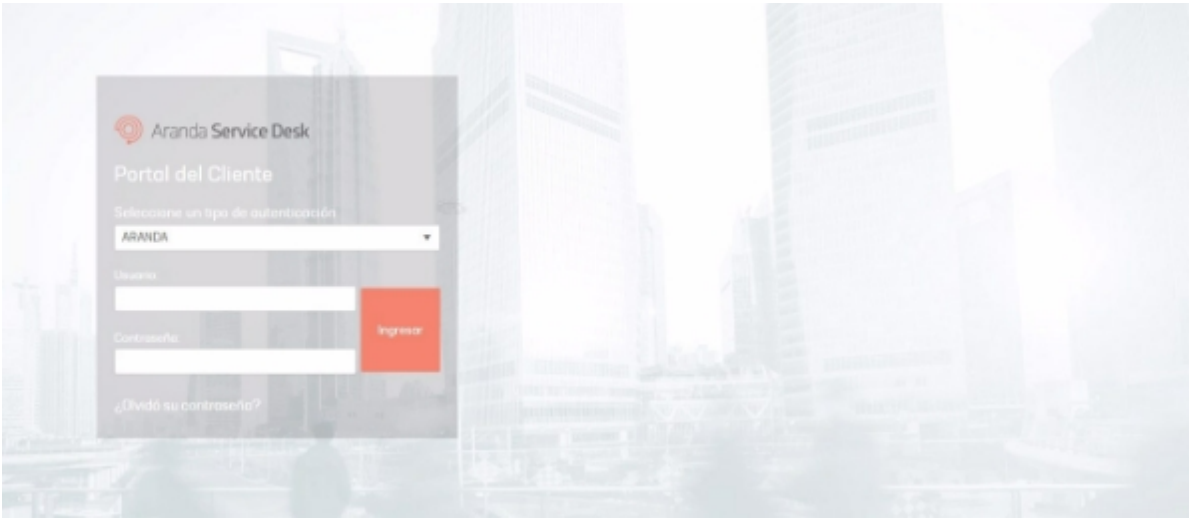 Aranda Service Desk
Portal del Cliente
Seleccione un tipo de autenticación
ARANDA
Usuario:
Contraseña:
Ingresar
¿Olvidó su contraseña?